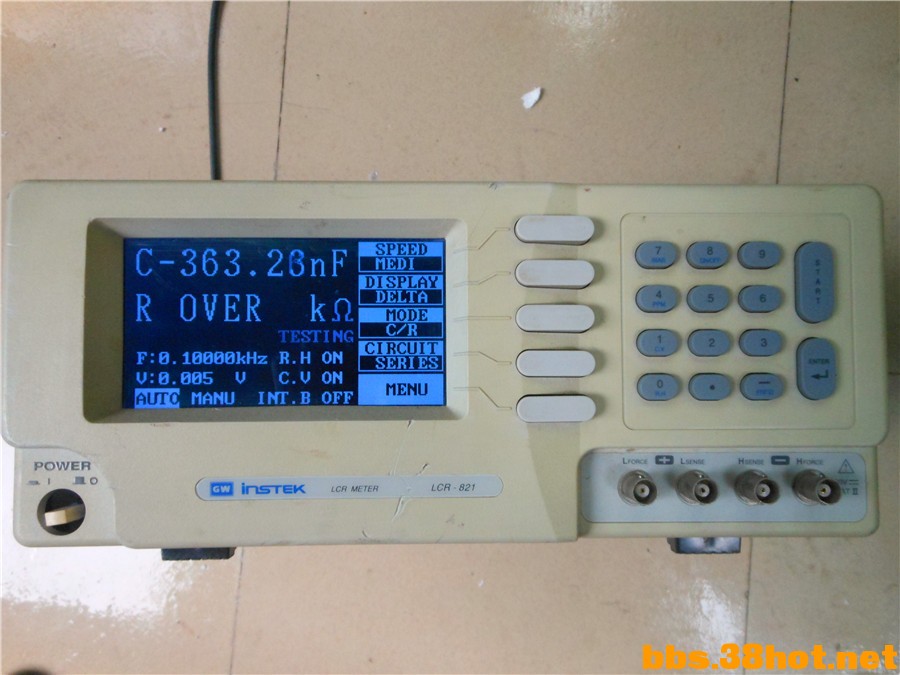 C-363.26nF
R OVER kΩ
TESTING
F:0.10000kHz R.H ON
V:0.005 V C.V ON
AUTO MANU INT.B OFF
SPEED
MEDI
DISPLAY
DELTA
MODE
C/R
CIRCUIT
SERIES
MENU
7
8
9
4
PPM
5
6
1
2
3
0
•
—
START
ENTER
POWER
I O
GW INSTEK LCR METER LCR-821
LFORCE + LSENSE HSENSE — HFORCE
bbs.38hot.net